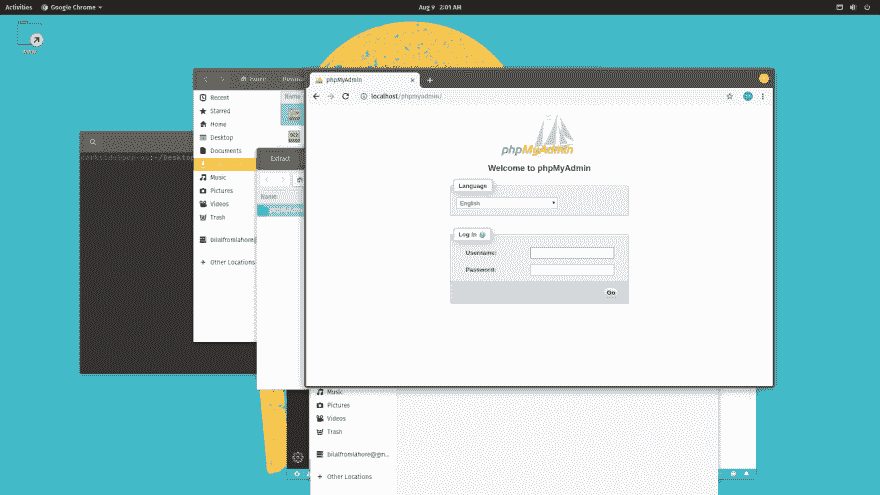 Activities
Google Chrome
Aug 9 2:01 AM
Home
Recent
Starred
Home
Desktop
Documents
Music
Pictures
Videos
Trash
Other Locations
Name
Extract
Name
phpMyAdmin
localhost/phpmyadmin/
phpMyAdmin
Welcome to phpMyAdmin
Language
English
Log in
Username:
Password:
Go
Music
Pictures
Videos
Trash
bilalfromlahore@gm...
Other Locations